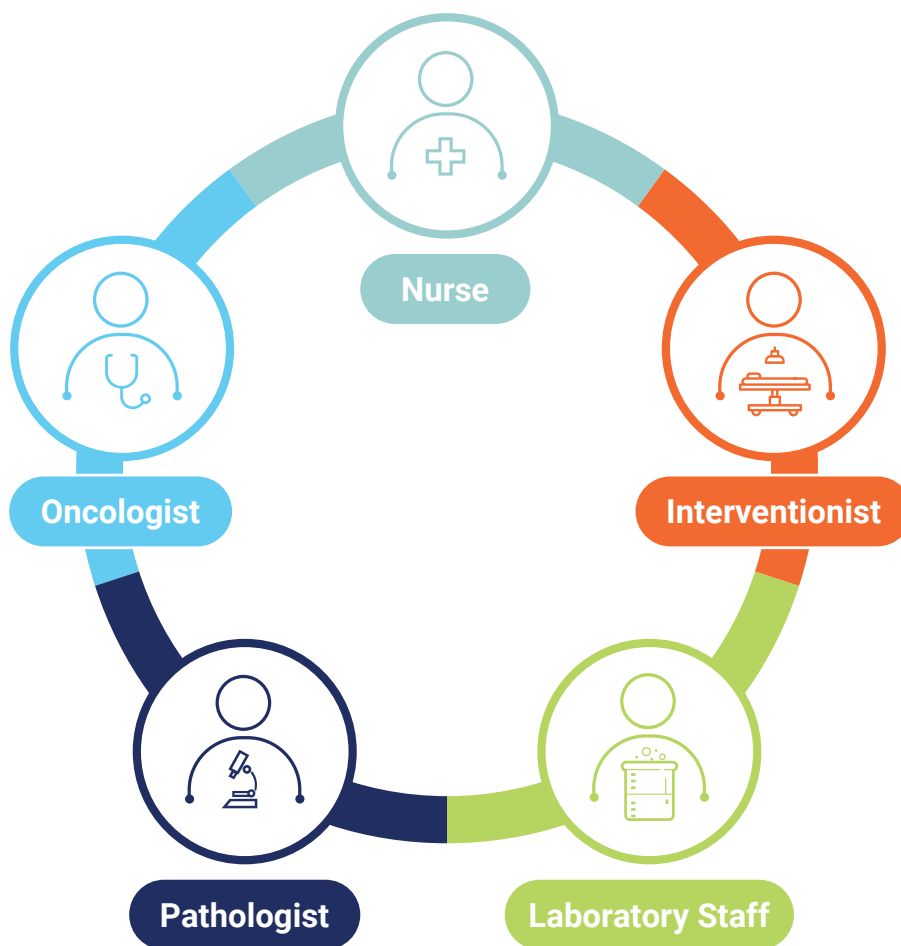 Nurse
Oncologist
Interventionist
Pathologist
Laboratory Staff